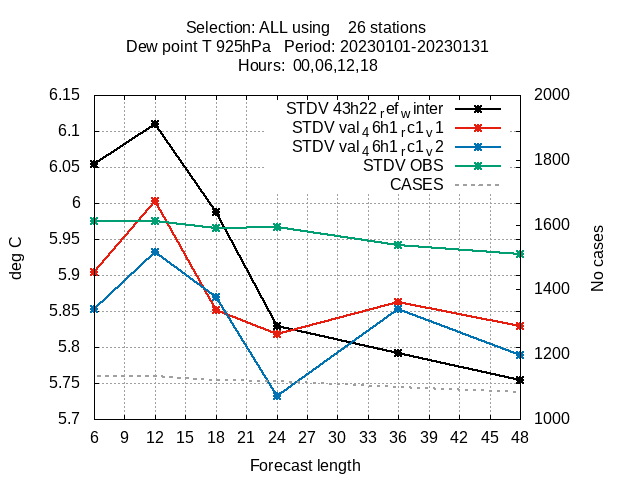 Selection: ALL using 26 stations
Dew point T 925hPa Period: 20230101-20230131
Hours: 00,06,12,18
STDV 43h22refwinter
STDV val46h1rc1v1
STDV val46h1rc1v2
STDV OBS
CASES
6.15
6.1
6.05
6
5.95
5.9
5.85
5.8
5.75
5.7
deg C
2000
1800
1600
1400
1200
1000
No cases
6 9 12 15 18 21 24 27 30 33 36 39 42 45 48
Forecast length